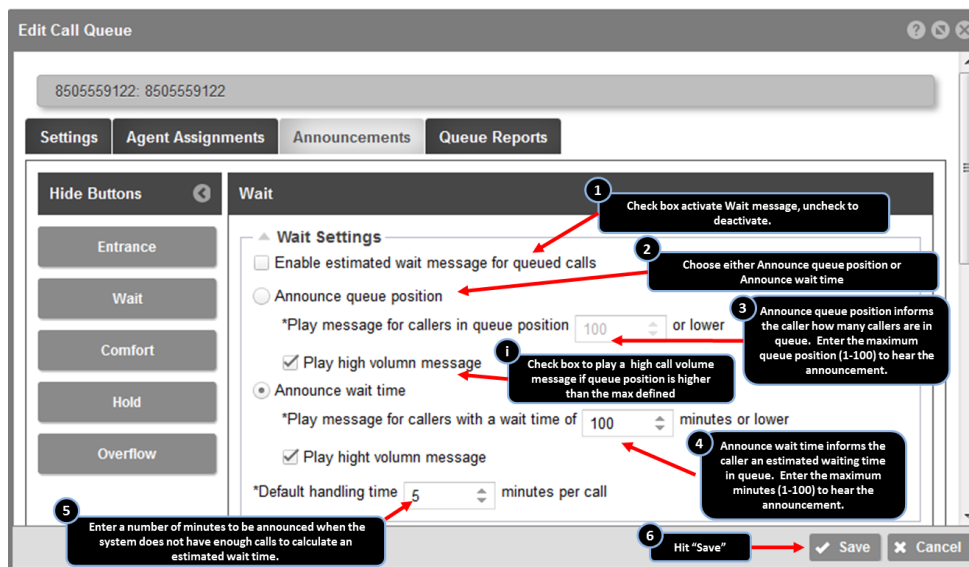 Edit Call Queue
8505559122: 8505559122
Settings
Agent Assignments
Announcements
Queue Reports
Hide Buttons
Entrance
Wait
Comfort
Hold
Overflow
Wait
1
Check box activate Wait message, uncheck to
deactivate.
Wait Settings
Enable estimated wait message for queued calls
2
Choose either Announce queue position or
Announce wait time
Announce queue position
*Play message for callers in queue position 100 or lower
3
Announce queue position informs
the caller how many callers are in
queue. Enter the maximum
queue position (1-100) to hear the
announcement.
Play high volumn message
i
Check box to play a high call volume
message if queue position is higher
than the max defined
Announce wait time
*Play message for callers with a wait time of 100 minutes or lower
4
Announce wait time informs the
caller an estimated waiting time
in queue. Enter the maximum
minutes (1-100) to hear the
announcement.
Play hight volumn message
*Default handling time 5 minutes per call
5
Enter a number of minutes to be announced when the
system does not have enough calls to calculate an
estimated wait time.
6
Hit “Save”
Save
Cancel